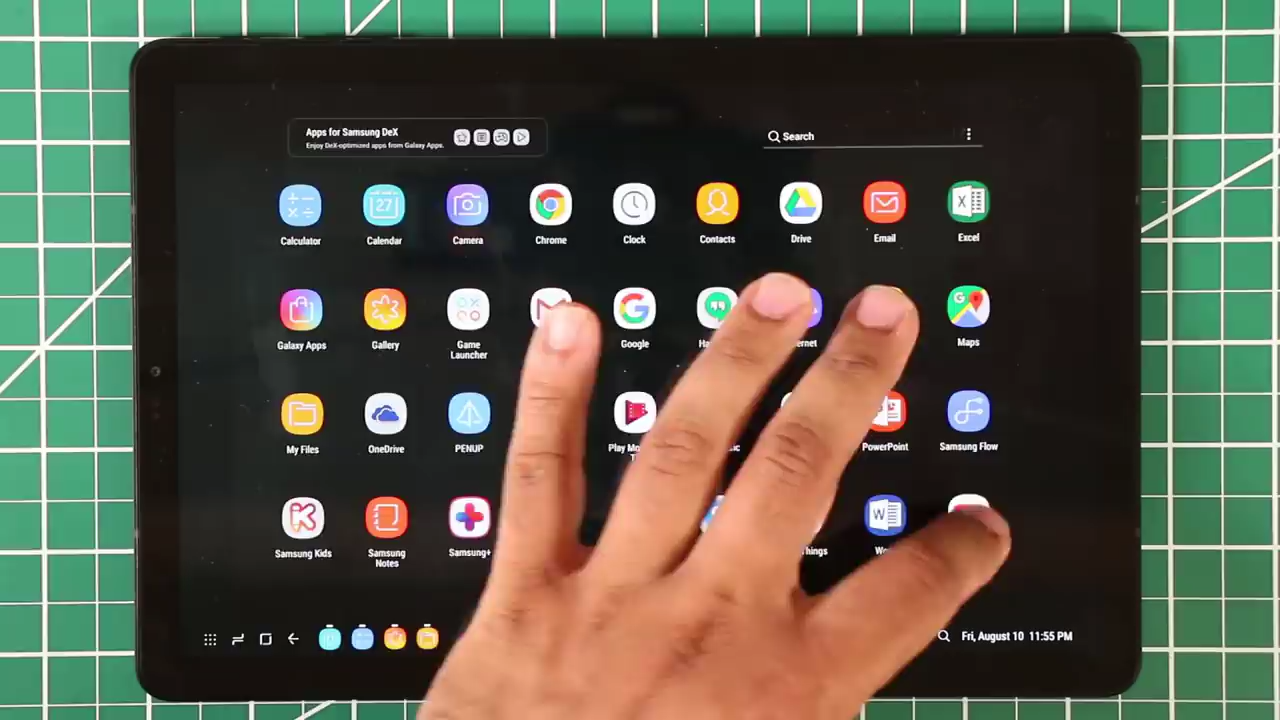 Apps for Samsung DeX
Enjoy DeX-optimized apps from Galaxy Apps.
Search
27
Calculator Calendar Camera Chrome Clock Contacts Drive Email Excel
Galaxy Apps Gallery Game Launcher Google Maps
My Files OneDrive PENUP Play PowerPoint Samsung Flow
Samsung Kids Samsung Notes Samsung+
Fri, August 10 11:55 PM